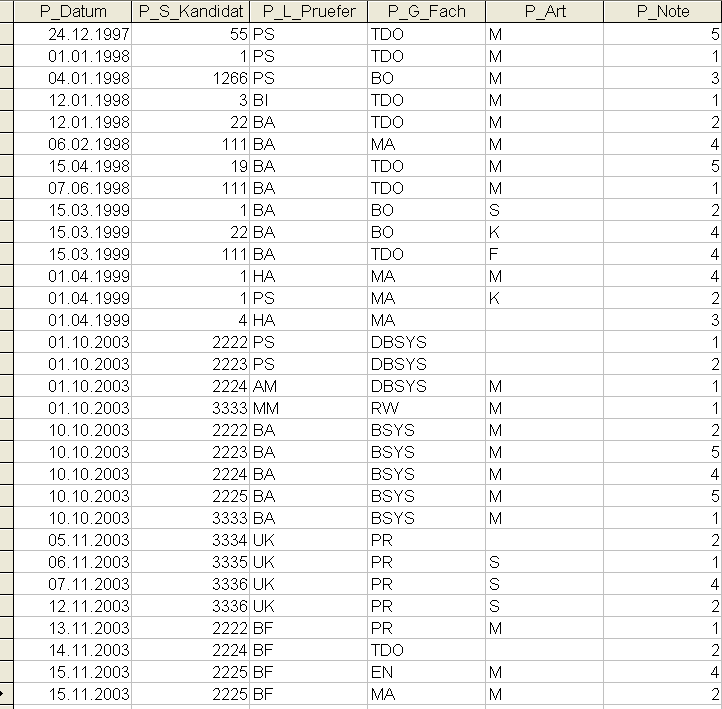 P_Datum P_S_Kandidat P_L_Pruefer P_G_Fach P_Art P_Note
24.12.1997 55 PS TDO M 5
01.01.1998 1 PS TDO M 1
04.01.1998 1266 PS BO M 3
12.01.1998 3 BI TDO M 1
12.01.1998 22 BA TDO M 2
06.02.1998 111 BA MA M 4
15.04.1998 19 BA TDO M 5
07.06.1998 111 BA TDO M 1
15.03.1999 1 BA BO S 2
15.03.1999 22 BA BO K 4
15.03.1999 111 BA TDO F 4
01.04.1999 1 HA MA M 4
01.04.1999 1 PS MA K 2
01.04.1999 4 HA MA 3
01.10.2003 2222 PS DBSYS 1
01.10.2003 2223 PS DBSYS 2
01.10.2003 2224 AM DBSYS M 1
01.10.2003 3333 MM RW M 1
10.10.2003 2222 BA BSYS M 2
10.10.2003 2223 BA BSYS M 5
10.10.2003 2224 BA BSYS M 4
10.10.2003 2225 BA BSYS M 5
10.10.2003 3333 BA BSYS M 1
05.11.2003 3334 UK PR 2
06.11.2003 3335 UK PR S 1
07.11.2003 3336 UK PR S 4
12.11.2003 3336 UK PR S 2
13.11.2003 2222 BF PR M 1
14.11.2003 2224 BF TDO 2
15.11.2003 2225 BF EN M 4
15.11.2003 2225 BF MA M 2